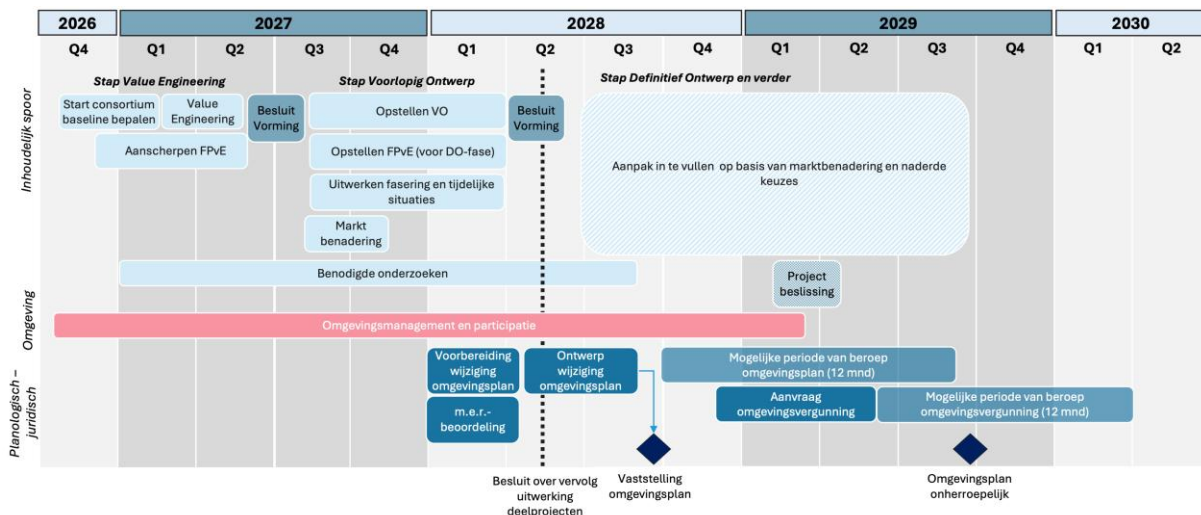 2026 2027 2028 2029 2030
Q4 Q1 Q2 Q3 Q4 Q1 Q2 Q3 Q4 Q1 Q2 Q3 Q4 Q1 Q2
Inhoudelijk spoor
Stap Value Engineering
Stap Voorlopig Ontwerp
Stap Definitief Ontwerp en verder
Start consortium
baseline bepalen
Value
Engineering
Besluit
Vorming
Opstellen VO
Besluit
Vorming
Aanscherpen FPvE
Opstellen FPvE (voor DO-fase)
Uitwerken fasering en tijdelijke
situaties
Markt
benadering
Aanpak in te vullen op basis van marktbenadering en naderde
keuzes
Benodigde onderzoeken
Project
beslissing
Omgeving
Omgevingsmanagement en participatie
Planologisch –
juridisch
Voorbereiding
wijziging
omgevingsplan
Ontwerp
wijziging
omgevingsplan
Mogelijke periode van beroep
omgevingsplan (12 mnd)
m.e.r.-
beoordeling
Aanvraag
omgevingsvergunning
Mogelijke periode van beroep
omgevingsvergunning (12 mnd)
Besluit over vervolg
uitwerking
deelprojecten
Vaststelling
omgevingsplan
Omgevingsplan
onherroepelijk